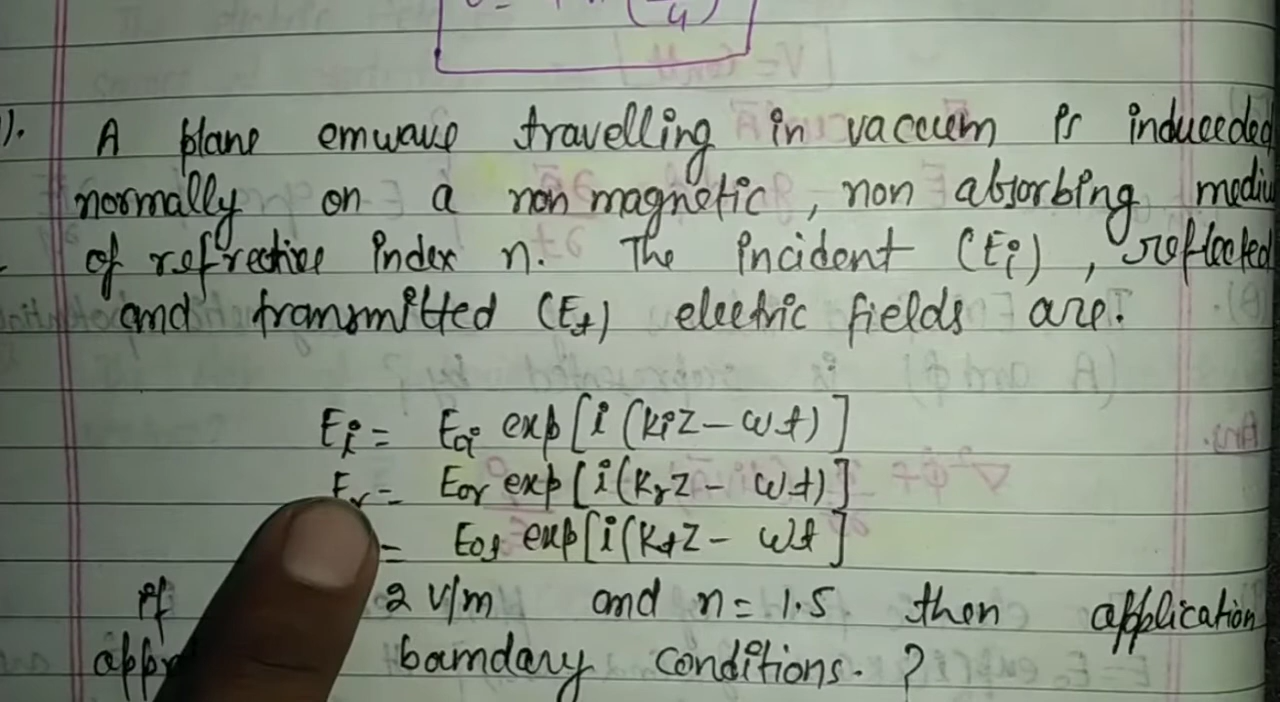 A plane emwave travelling in vaccum is induceded
normally on a non magnetic, non absorbing mediu
of refrective index n. The incident (Ei), reflected
and transmitted (Et) electric fields are:
Ei = Eoi exp[i(kiz - ωt)]
Er = Eor exp[i(krz - ωt)]
= Eot exp[i(ktz - ωt]
if 2 V/m and n = 1.5 then application
boundary conditions. ?